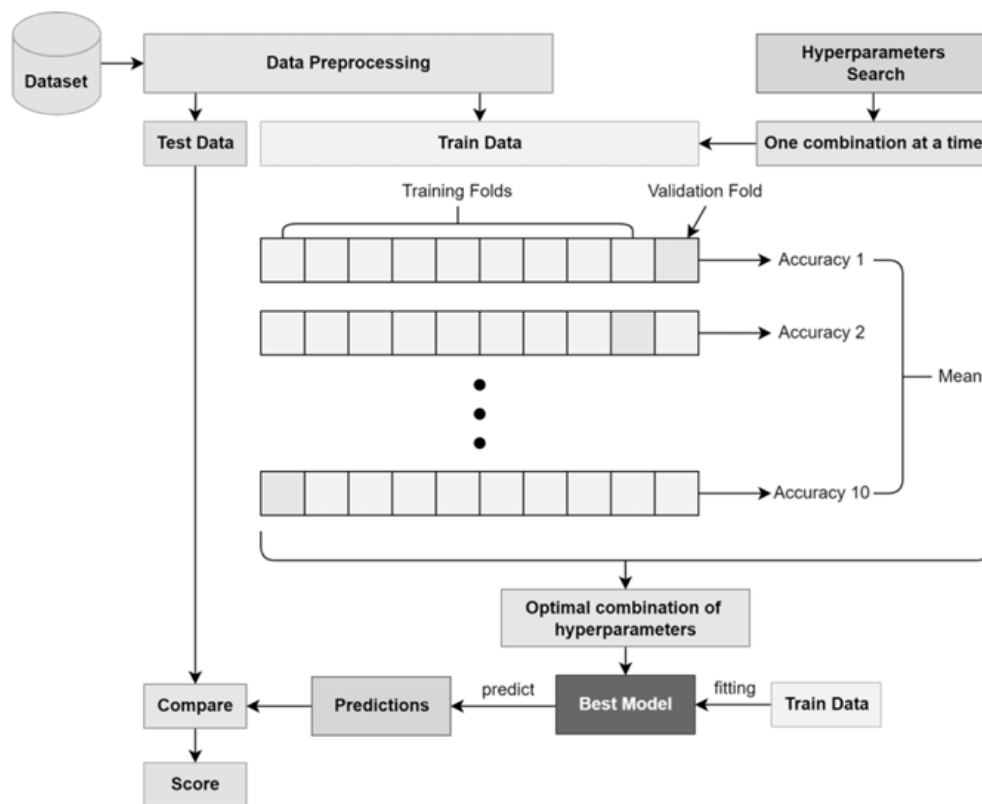 Dataset
Data Preprocessing
Hyperparameters
Search
Test Data
Train Data
One combination at a time
Training Folds
Validation Fold
Accuracy 1
Accuracy 2
Mean
Accuracy 10
Optimal combination of
hyperparameters
Compare
Predictions
predict
Best Model
fitting
Train Data
Score